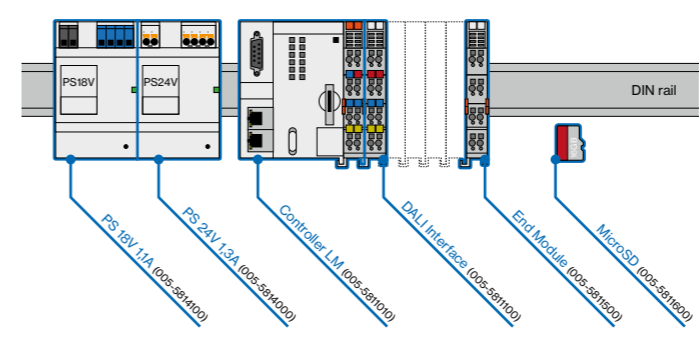 PS18V
PS24V
DIN rail
PS 18V 1,1A (005-5814100)
PS 24V 1,3A (005-5814000)
Controller LM (005-5811010)
DALI Interface (005-5811100)
End Module (005-5811500)
MicroSD (005-5811600)